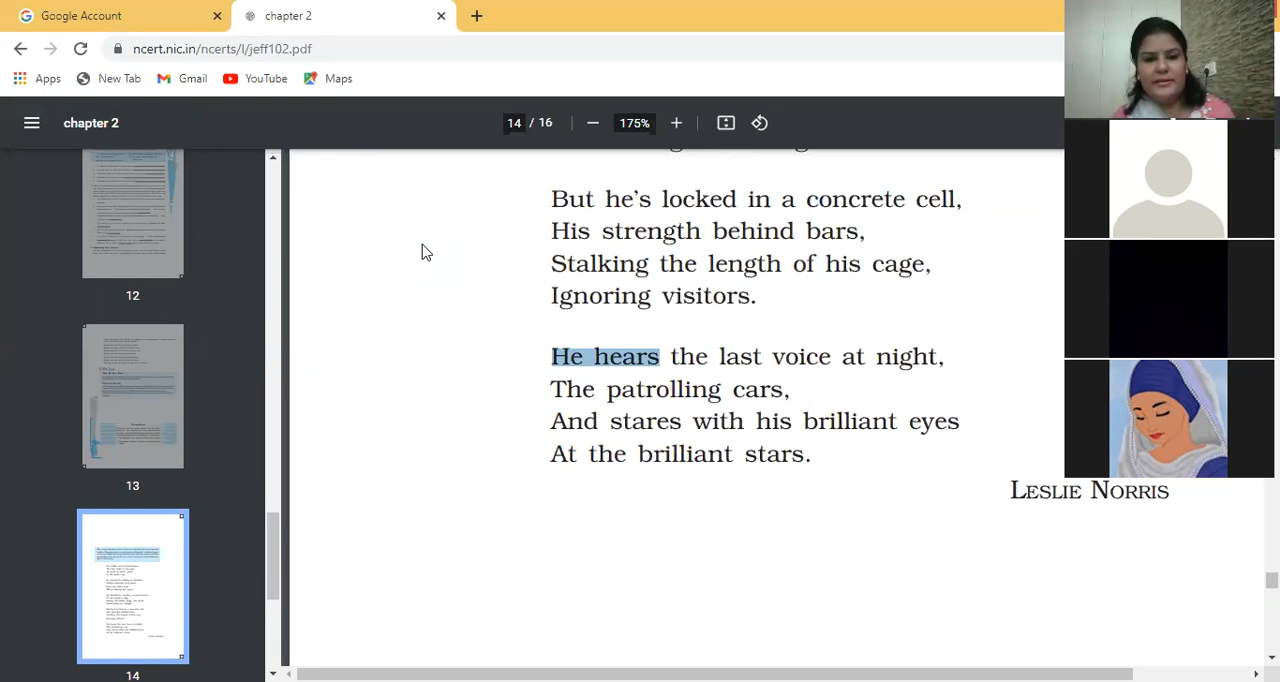 Google Account
chapter 2
ncert.nic.in/ncerts/l/jeff102.pdf
Apps New Tab Gmail YouTube Maps
chapter 2
14 / 16
175%
But he's locked in a concrete cell,
His strength behind bars,
Stalking the length of his cage,
Ignoring visitors.
He hears the last voice at night,
The patrolling cars,
And stares with his brilliant eyes
At the brilliant stars.
LESLIE NORRIS
12
13
14